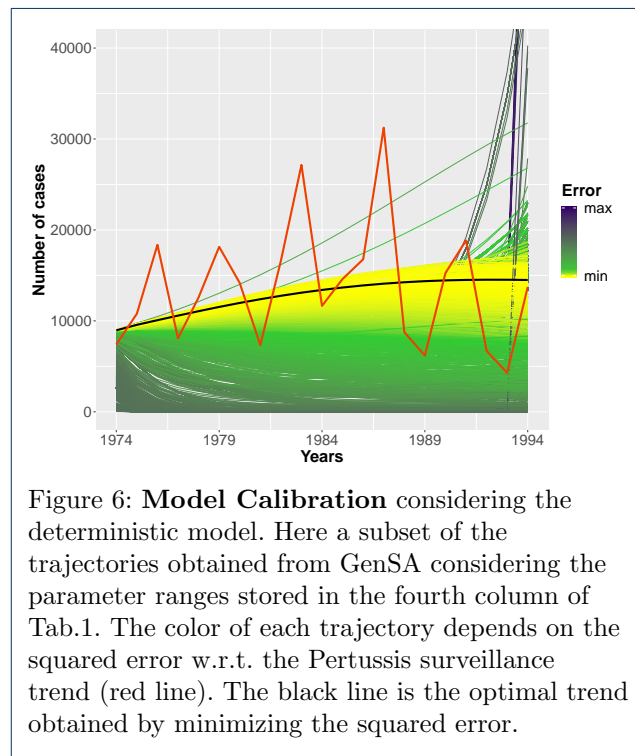 40000
30000
20000
10000
0
Number of cases
1974 1979 1984 1989 1994
Years
Error
max
min
Figure 6: Model Calibration considering the
deterministic model. Here a subset of the
trajectories obtained from GenSA considering the
parameter ranges stored in the fourth column of
Tab.1. The color of each trajectory depends on the
squared error w.r.t. the Pertussis surveillance
trend (red line). The black line is the optimal trend
obtained by minimizing the squared error.